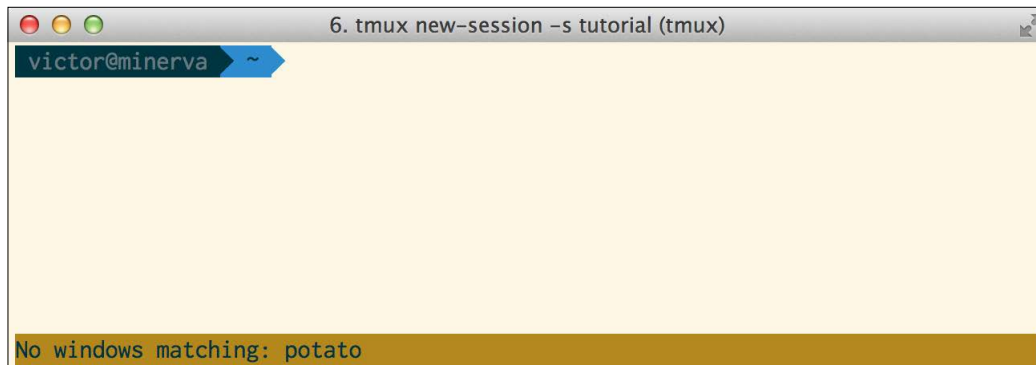 6. tmux new-session -s tutorial (tmux)
victor@minerva ~
No windows matching: potato